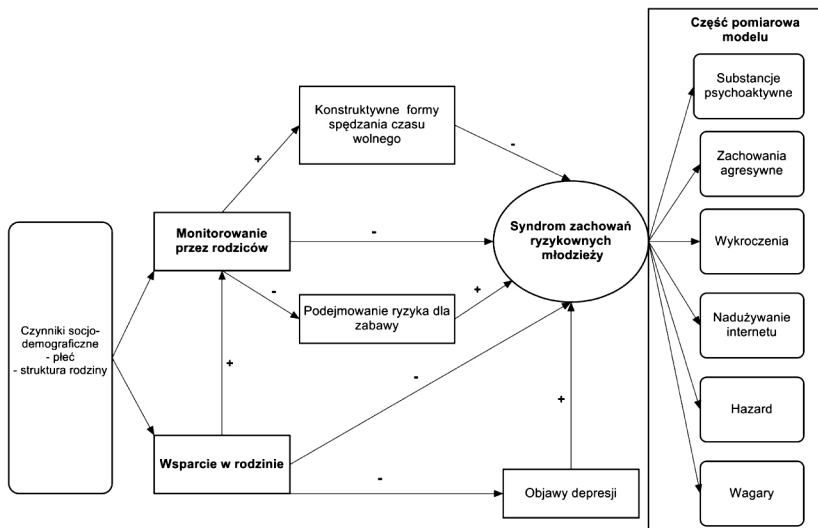 Część pomiarowa
modelu
Substancje
psychoaktywne
Konstruktywne formy
spędzania czasu
wolnego
-
+
Zachowania
agresywne
Monitorowanie
przez rodziców
-
Syndrom zachowań
ryzykownych
młodzieży
Wykroczenia
-
Podejmowanie ryzyka dla
zabawy
+
Nadużywanie
internetu
Czynniki socjo-
demograficzne
- płeć
- struktura rodziny
+
-
+
Hazard
Wsparcie w rodzinie
-
Objawy depresji
Wagary